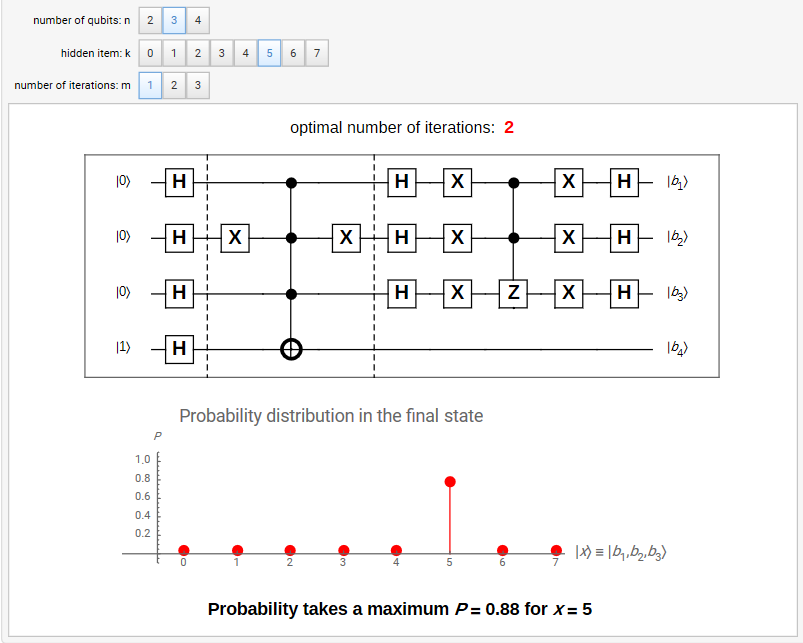 number of qubits: n 2 3 4
hidden item: k 0 1 2 3 4 5 6 7
number of iterations: m 1 2 3
optimal number of iterations: 2
|0⟩ H H X X H |b₁⟩
|0⟩ H X X H X X H |b₂⟩
|0⟩ H H X Z X H |b₃⟩
|1⟩ H |b₄⟩
Probability distribution in the final state
P
1.0
0.8
0.6
0.4
0.2
0 1 2 3 4 5 6 7 |x⟩ ≡ |b₁,b₂,b₃⟩
Probability takes a maximum P = 0.88 for x = 5